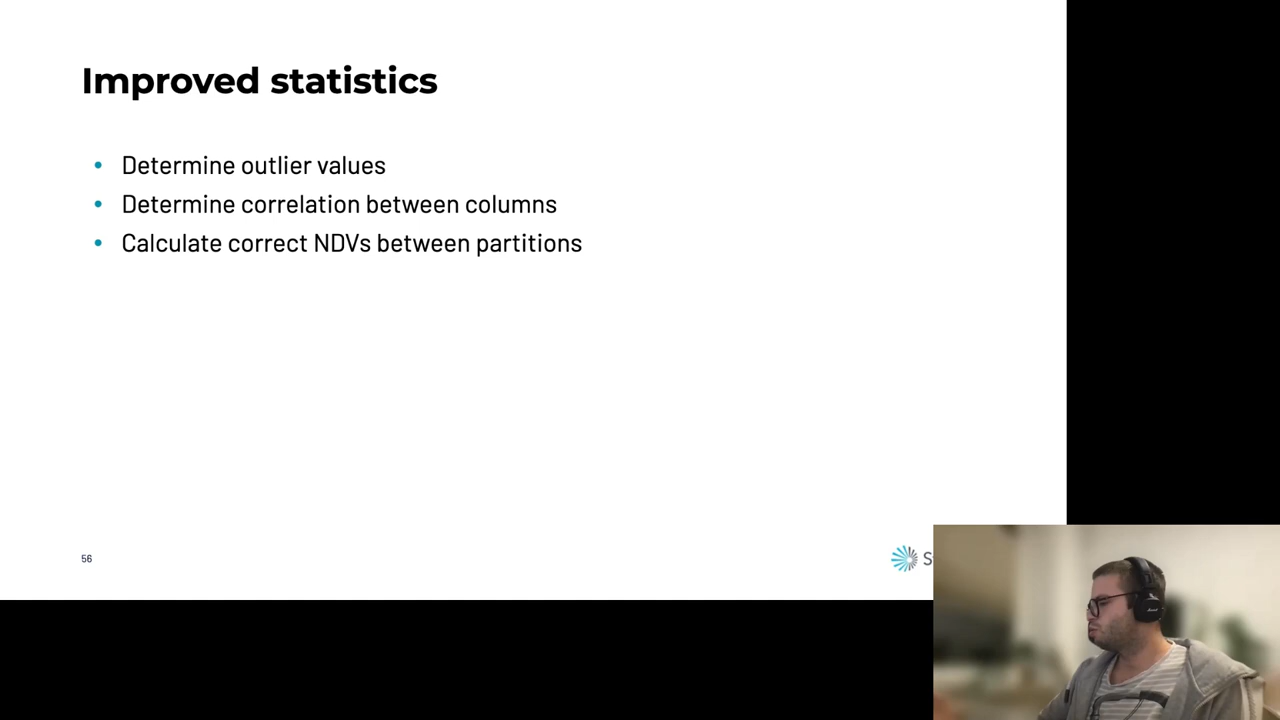 Improved statistics
• Determine outlier values
• Determine correlation between columns
• Calculate correct NDVs between partitions
56